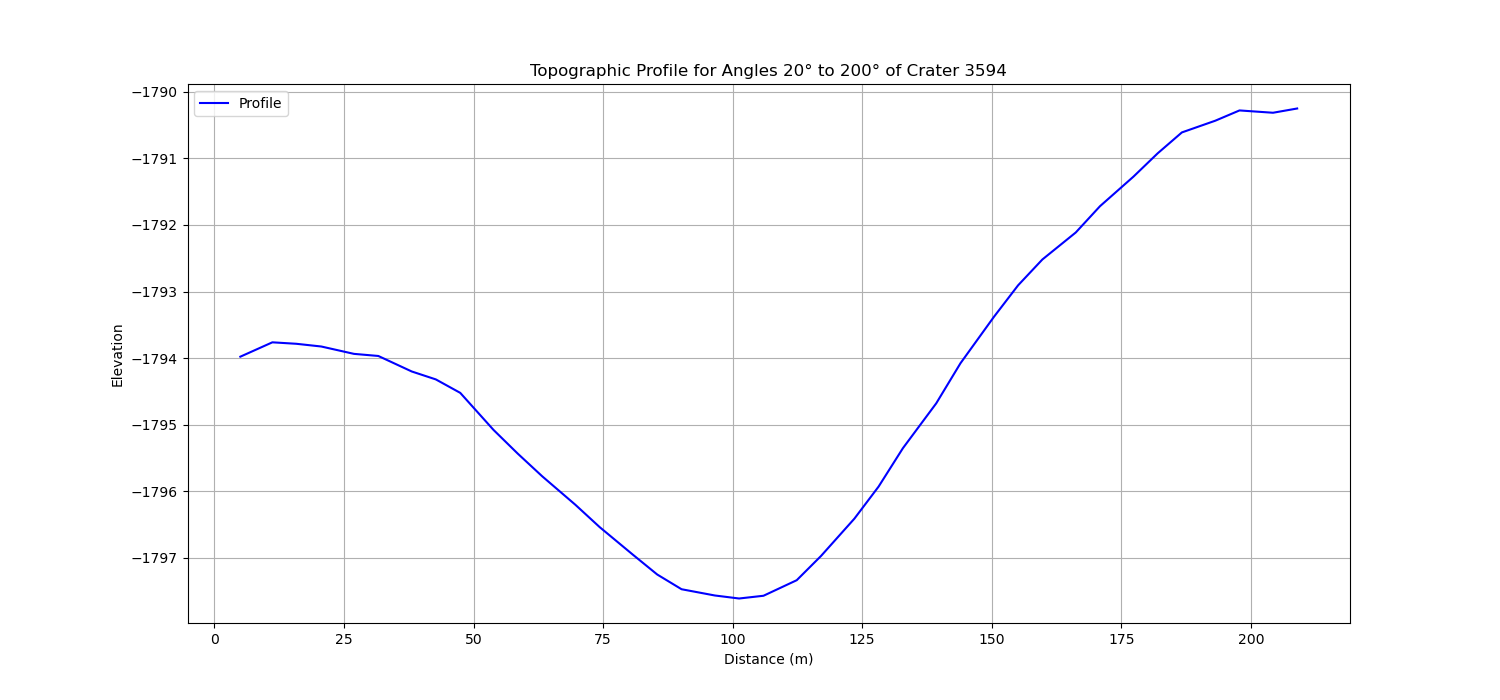 Topographic Profile for Angles 20° to 200° of Crater 3594
Profile
−1790
−1791
−1792
−1793
−1794
−1795
−1796
−1797
Elevation
0 25 50 75 100 125 150 175 200
Distance (m)